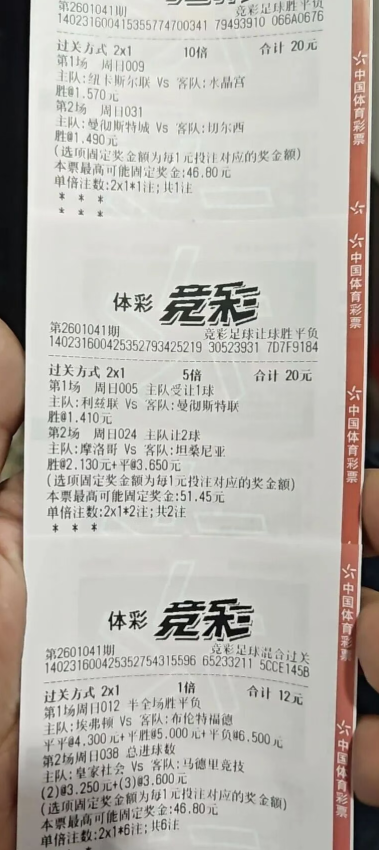 第2601041期 竞彩足球胜平负
140231600415355774700341 79493910 066A0676
过关方式 2x1 10倍 合计 20元
第1场 周日009
主队:纽卡斯尔联 Vs 客队:水晶宫
胜@1.570元
第2场 周日031
主队:曼彻斯特城 Vs 客队:切尔西
胜@1.490元
(选项固定奖金额为每1元投注对应的奖金额)
本票最高可能固定奖金:46.80元
单倍注数:2x1*1注;共1注
* * *
* * *
体彩 竞彩
第2601041期 竞彩足球让球胜平负
140231600425352793425219 30523931 7D7F9184
过关方式 2x1 5倍 合计 20元
第1场 周日005 主队受让1球
主队:利兹联 Vs 客队:曼彻斯特联
胜@1.410元
第2场 周日024 主队让2球
主队:摩洛哥 Vs 客队:坦桑尼亚
胜@2.130元+平@3.650元
(选项固定奖金额为每1元投注对应的奖金额)
本票最高可能固定奖金:51.45元
单倍注数:2x1*2注;共2注
* * *
体彩 竞彩
第2601041期 竞彩足球混合过关
140231600425352754315596 65233211 5CCE145B
过关方式 2x1 1倍 合计 12元
第1场周日012 半全场胜平负
主队:埃弗顿 Vs 客队:布伦特福德
平平@4.300元+平胜@5.000元+平负@6.500元
第2场周日038 总进球数
主队:皇家社会 Vs 客队:马德里竞技
(2)@3.250元+(3)@3.600元
(选项固定奖金额为每1元投注对应的奖金额)
本票最高可能固定奖金:46.80元
单倍注数:2x1*6注;共6注
中国体育彩票
中国体育彩票
中国体育彩票
中国体育彩票
中国体育彩票